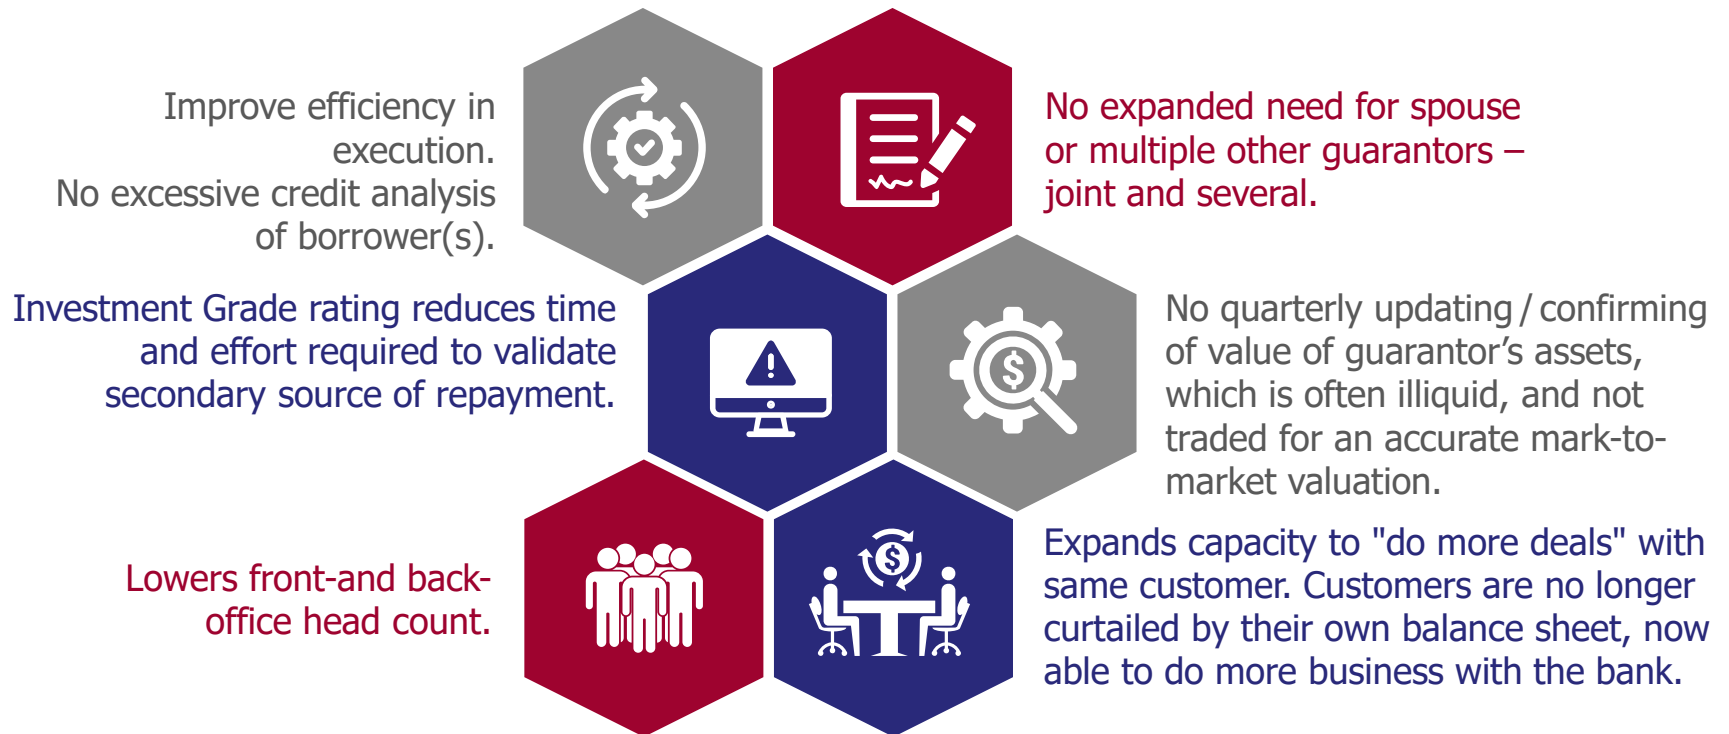 Improve efficiency in
execution.
No excessive credit analysis
of borrower(s).
No expanded need for spouse
or multiple other guarantors –
joint and several.
Investment Grade rating reduces time
and effort required to validate
secondary source of repayment.
No quarterly updating / confirming
of value of guarantor’s assets,
which is often illiquid, and not
traded for an accurate mark-to-
market valuation.
Lowers front-and back-
office head count.
Expands capacity to "do more deals" with
same customer. Customers are no longer
curtailed by their own balance sheet, now
able to do more business with the bank.